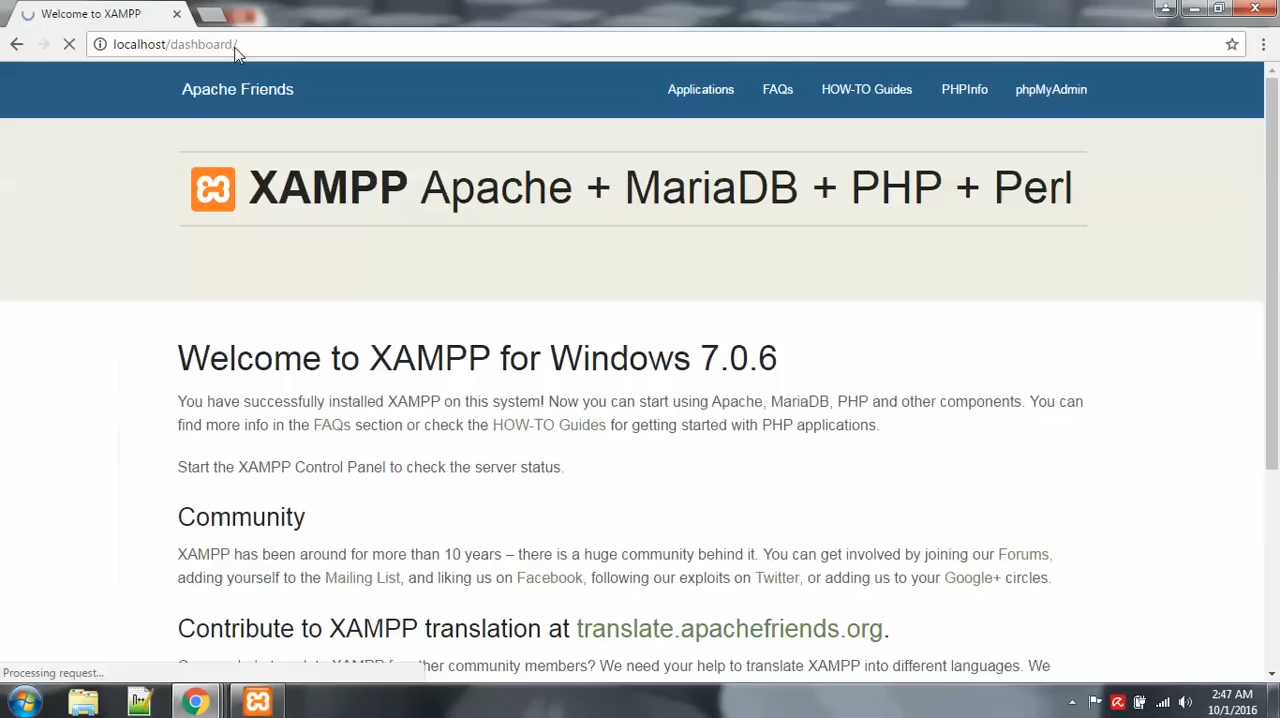 Welcome to XAMPP
localhost/dashboard/
Apache Friends
Applications
FAQs
HOW-TO Guides
PHPInfo
phpMyAdmin
XAMPP Apache + MariaDB + PHP + Perl
Welcome to XAMPP for Windows 7.0.6
You have successfully installed XAMPP on this system! Now you can start using Apache, MariaDB, PHP and other components. You can
find more info in the FAQs section or check the HOW-TO Guides for getting started with PHP applications.
Start the XAMPP Control Panel to check the server status.
Community
XAMPP has been around for more than 10 years – there is a huge community behind it. You can get involved by joining our Forums,
adding yourself to the Mailing List, and liking us on Facebook, following our exploits on Twitter, or adding us to your Google+ circles.
Contribute to XAMPP translation at translate.apachefriends.org.
other community members? We need your help to translate XAMPP into different languages. We
Processing request...
2:47 AM
10/1/2016